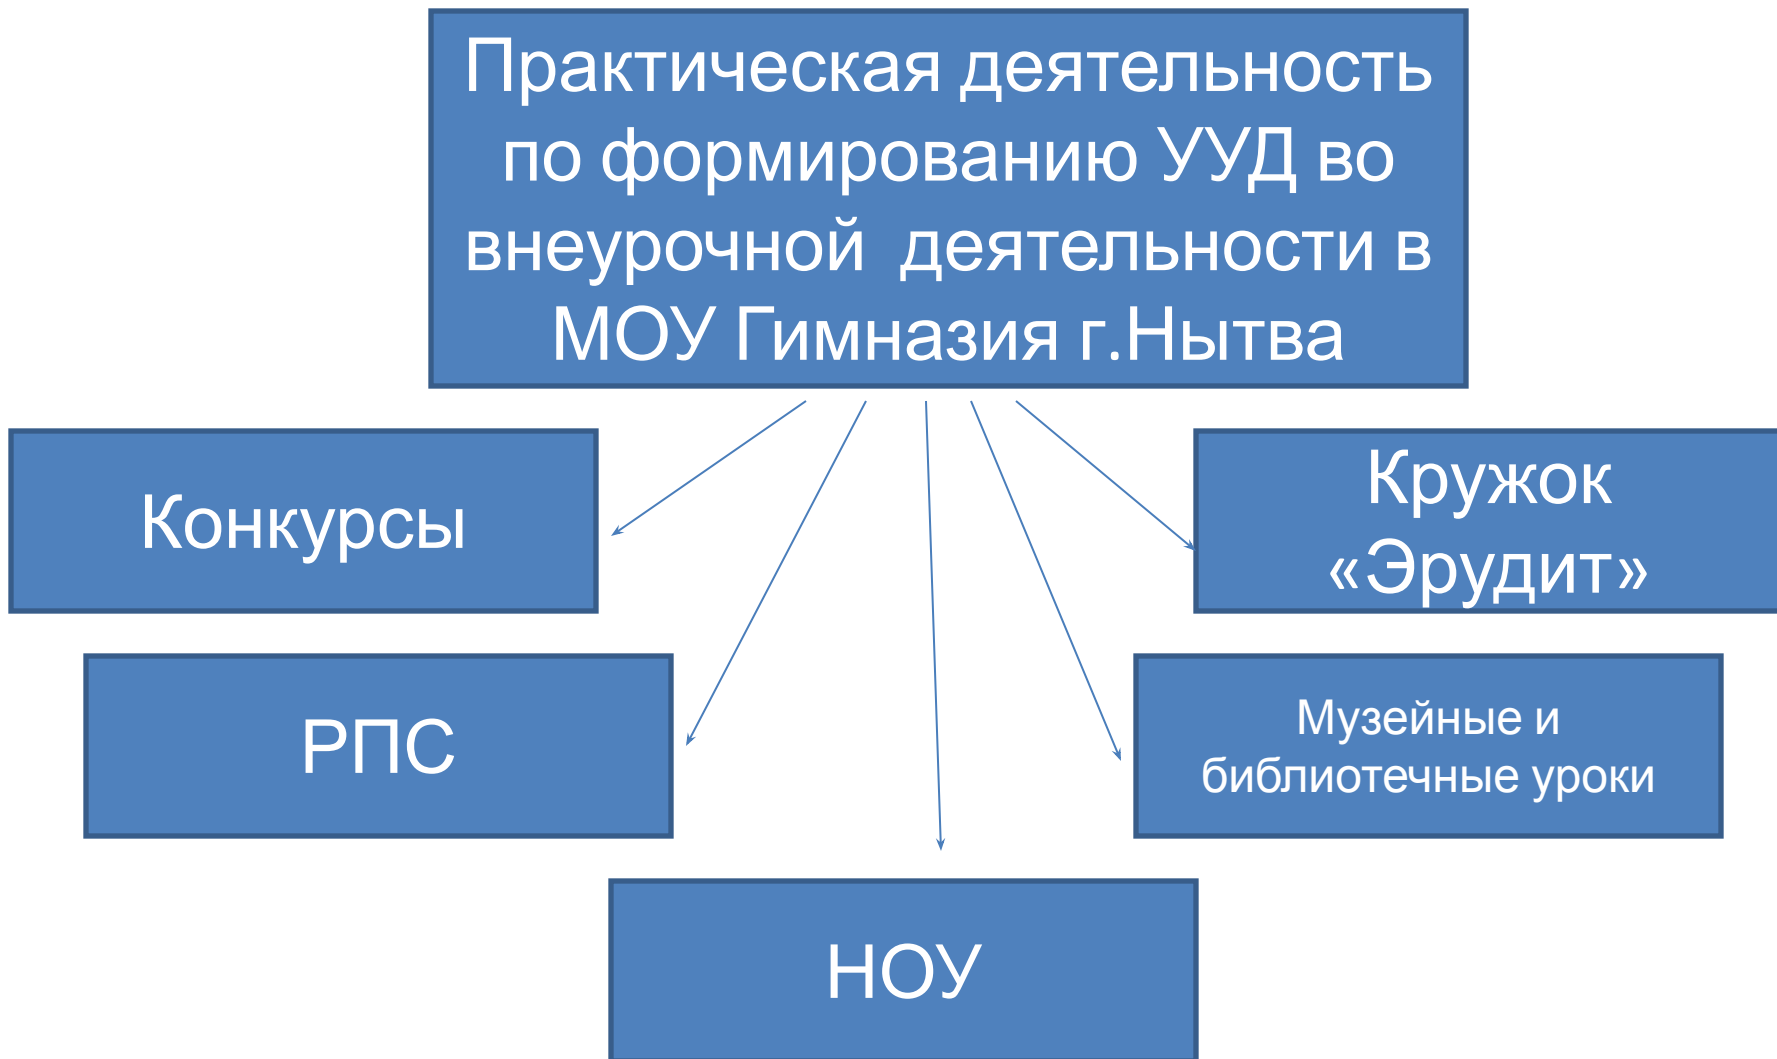 Практическая деятельность
по формированию УУД во
внеурочной деятельности в
МОУ Гимназия г.Нытва
Конкурсы
Кружок
«Эрудит»
РПС
Музейные и
библиотечные уроки
НОУ